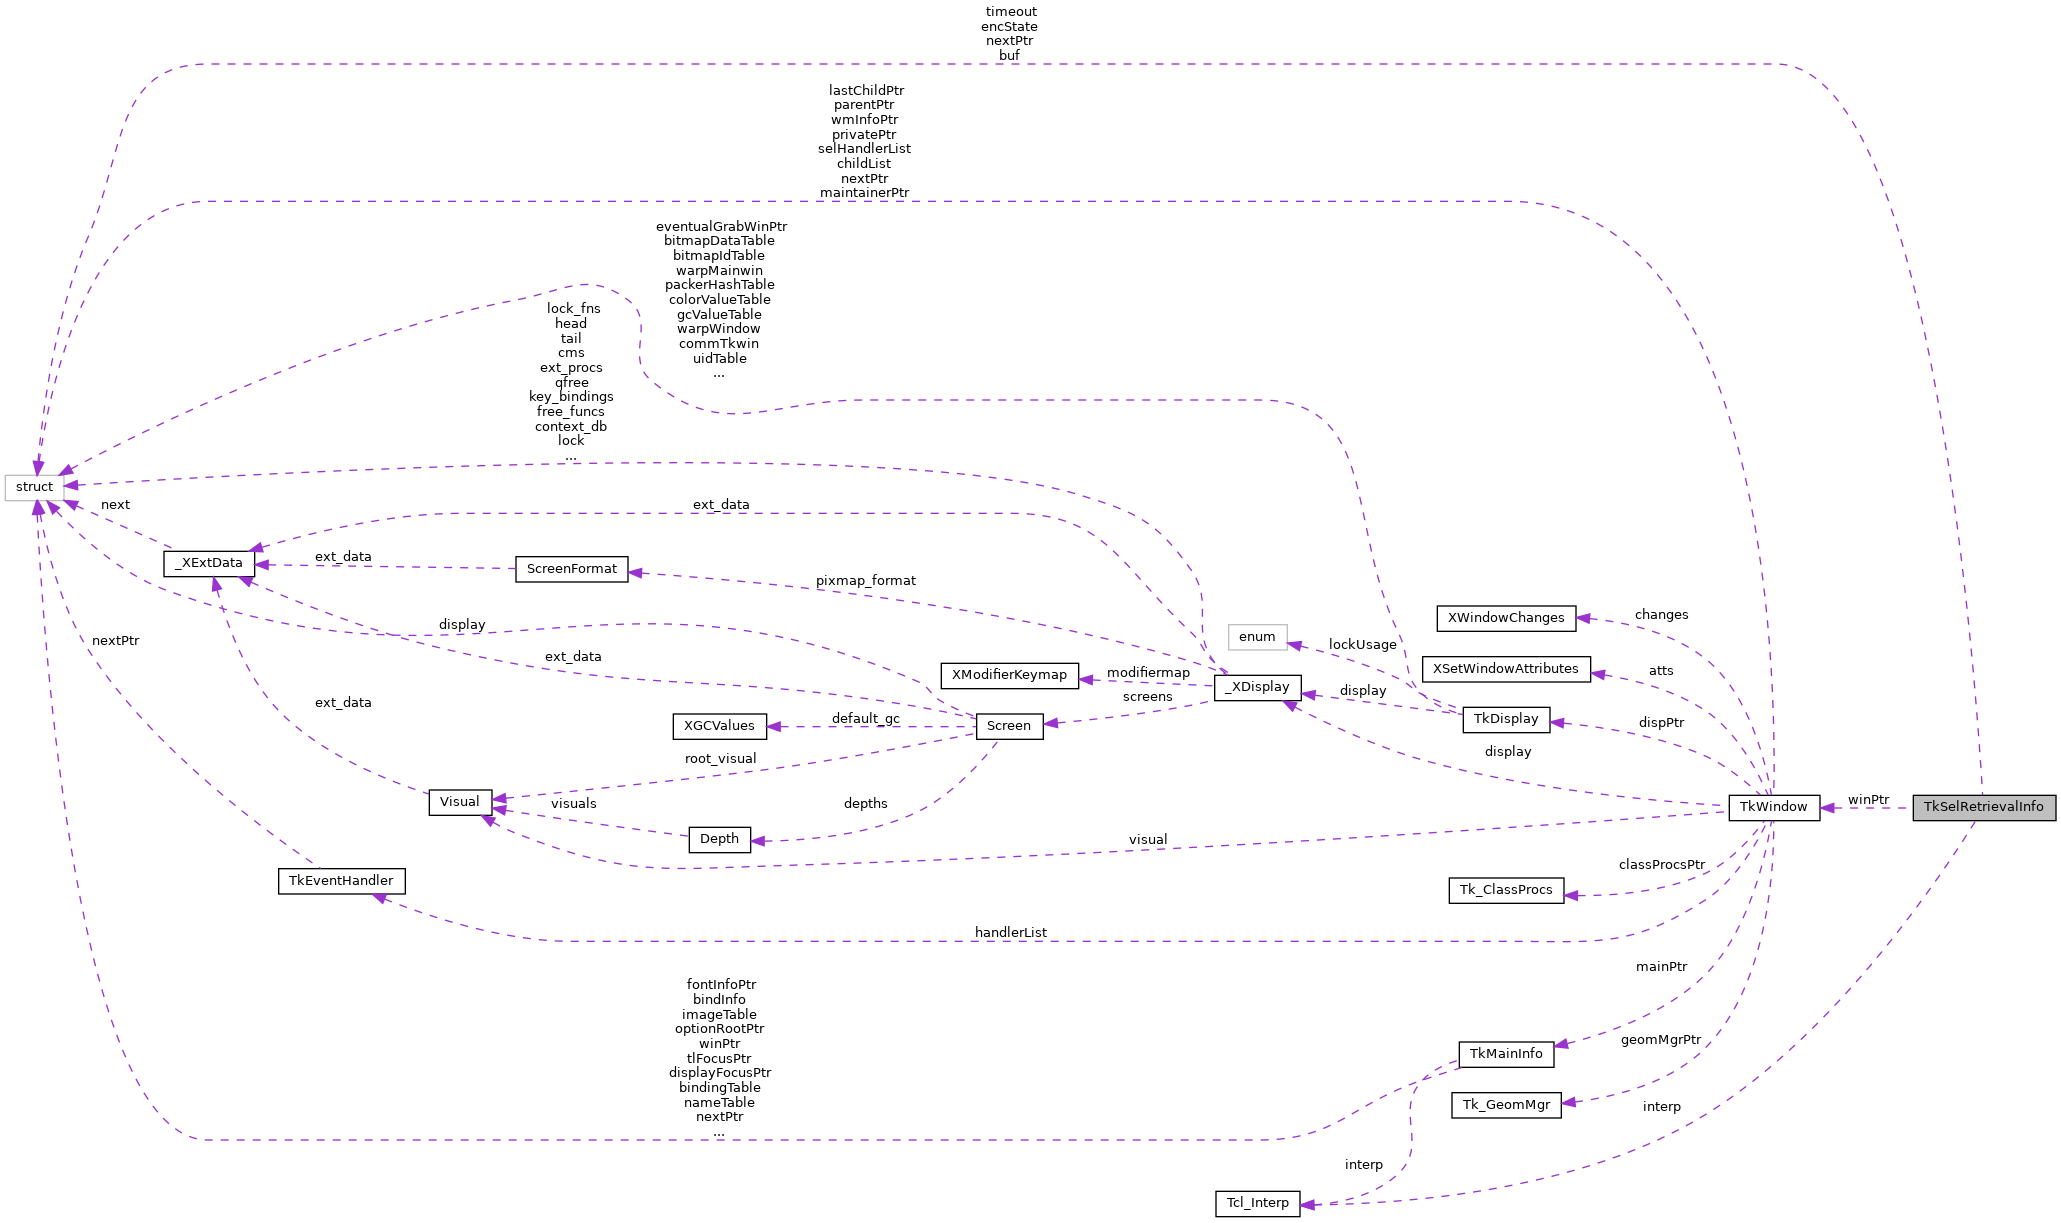 timeout
encState
nextPtr
buf
lastChildPtr
parentPtr
wmInfoPtr
privatePtr
selHandlerList
childList
nextPtr
maintainerPtr
eventualGrabWinPtr
bitmapDataTable
bitmapIdTable
warpMainwin
packerHashTable
colorValueTable
gcValueTable
warpWindow
commTkwin
uidTable
...
lock_fns
head
tail
cms
ext_procs
qfree
key_bindings
free_funcs
context_db
lock
...
struct
next
ext_data
_XExtData
ext_data
ScreenFormat
pixmap_format
display
nextPtr
ext_data
ext_data
enum
lockUsage
XWindowChanges
changes
XSetWindowAttributes
atts
XModifierKeymap
modifiermap
screens
_XDisplay
display
TkDisplay
dispPtr
display
XGCValues
default_gc
Screen
root_visual
Visual
visuals
depths
Depth
visual
TkWindow
winPtr
TkSelRetrievalInfo
TkEventHandler
handlerList
classProcsPtr
Tk_ClassProcs
mainPtr
fontInfoPtr
bindInfo
imageTable
optionRootPtr
winPtr
tlFocusPtr
displayFocusPtr
bindingTable
nameTable
nextPtr
...
TkMainInfo
geomMgrPtr
Tk_GeomMgr
interp
interp
Tcl_Interp